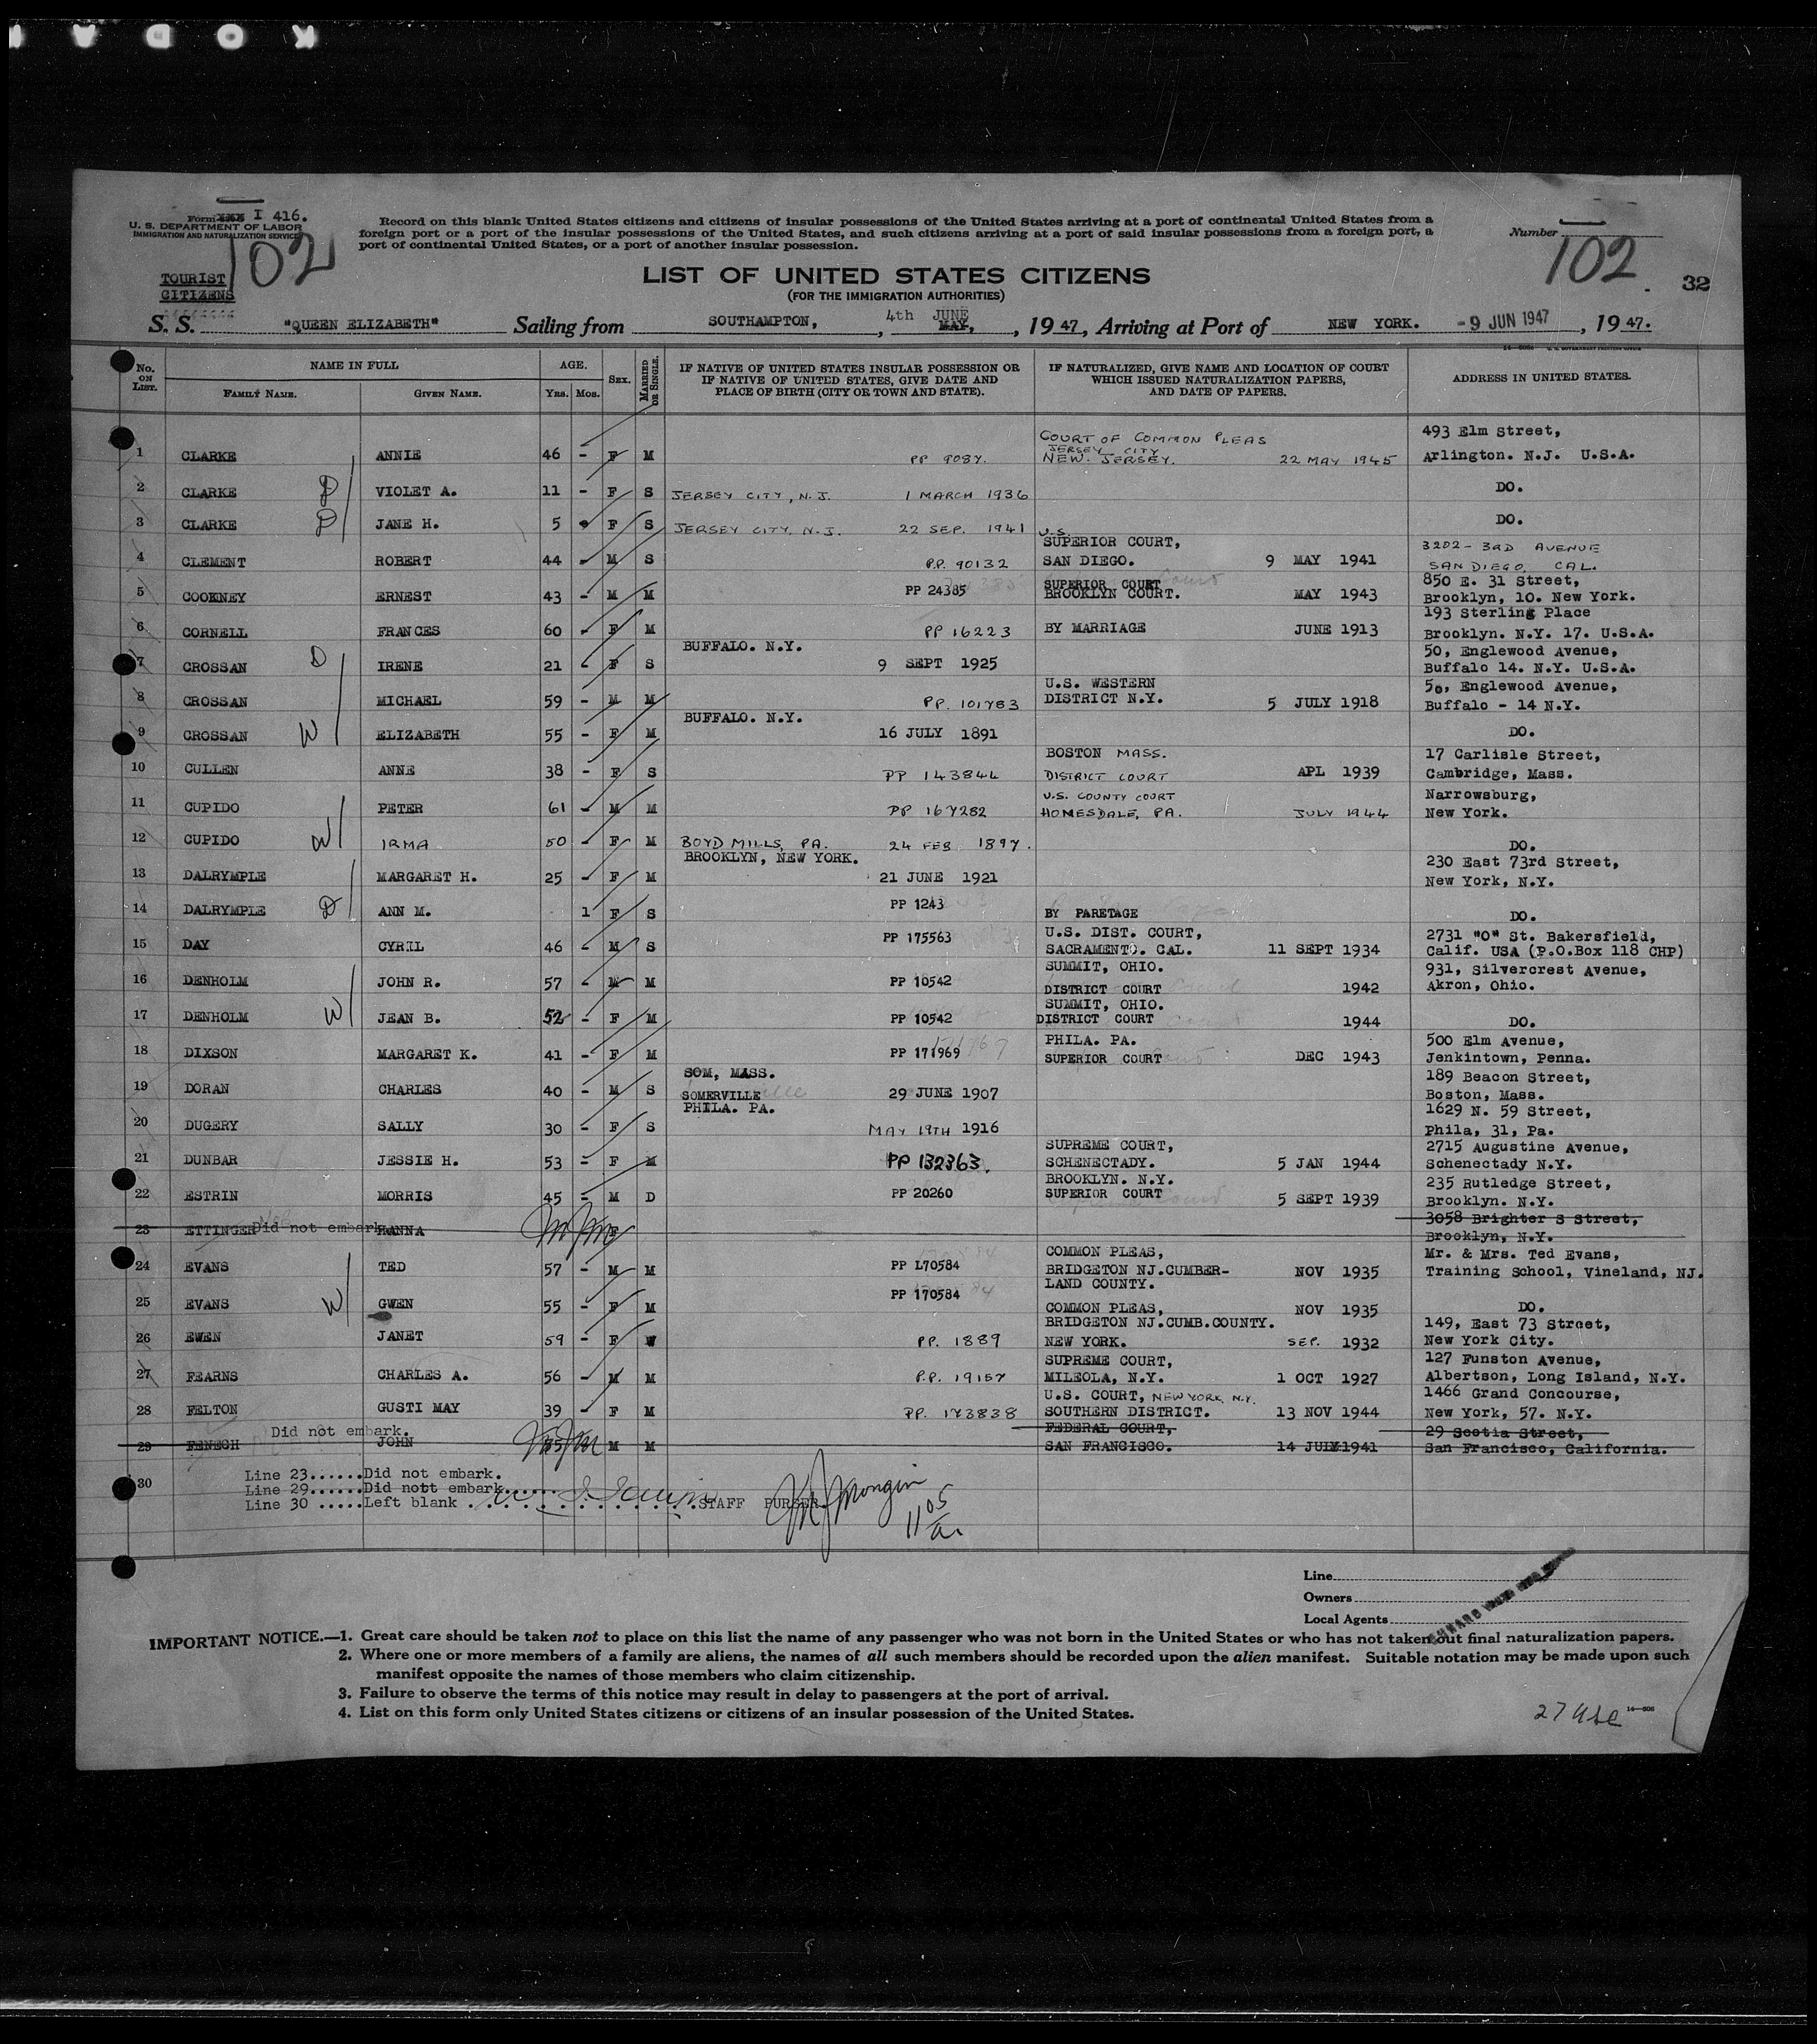 KODA
Form I 416.
U. S. DEPARTMENT OF LABOR
IMMIGRATION AND NATURALIZATION SERVICE
102
TOURIST
CITIZENS
Record on this blank United States citizens and citizens of insular possessions of the United States arriving at a port of continental United States from a
foreign port or a port of the insular possessions of the United States, and such citizens arriving at a port of said insular possessions from a foreign port, a
port of continental United States, or a port of another insular possession.
Number
102
32
LIST OF UNITED STATES CITIZENS
(FOR THE IMMIGRATION AUTHORITIES)
S. S. "QUEEN ELIZABETH" Sailing from SOUTHAMPTON, 4th JUNE MAY, , 1947, Arriving at Port of NEW YORK. -9 JUN 1947, 1947.
No. ON LIST. NAME IN FULL AGE. SEX. MARRIED OR SINGLE. IF NATIVE OF UNITED STATES INSULAR POSSESSION OR IF NATIVE OF UNITED STATES, GIVE DATE AND PLACE OF BIRTH (CITY OR TOWN AND STATE). IF NATURALIZED, GIVE NAME AND LOCATION OF COURT WHICH ISSUED NATURALIZATION PAPERS, AND DATE OF PAPERS. ADDRESS IN UNITED STATES.
FAMILY NAME. GIVEN NAME. YRS. MOS.
1 CLARKE ANNIE 46 - F M PP 9087. COURT OF COMMON PLEAS JERSEY CITY NEW JERSEY. 22 MAY 1945 493 Elm Street, Arlington. N.J. U.S.A.
2 CLARKE D VIOLET A. 11 - F S JERSEY CITY, N.J. 1 MARCH 1936 DO.
3 CLARKE D JANE H. 5 F S JERSEY CITY, N.J. 22 SEP. 1941 DO.
4 CLEMENT ROBERT 44 - M S P.P. 90132 U.S. SUPERIOR COURT, SAN DIEGO. 9 MAY 1941 3202 - 3RD AVENUE SAN DIEGO, CAL.
5 COOKNEY ERNEST 43 - M M PP 24385 SUPERIOR COURT BROOKLYN COURT. MAY 1943 850 E. 31 Street, Brooklyn, 10. New York.
6 CORNELL FRANCES 60 - F M PP 16223 BY MARRIAGE JUNE 1913 193 Sterling Place Brooklyn. N.Y. 17. U.S.A.
7 CROSSAN D IRENE 21 - F S BUFFALO. N.Y. 9 SEPT 1925 50, Englewood Avenue, Buffalo 14. N.Y. U.S.A.
8 CROSSAN MICHAEL 59 - M M PP. 101783 U.S. WESTERN DISTRICT N.Y. 5 JULY 1918 50, Englewood Avenue, Buffalo - 14 N.Y.
9 CROSSAN W ELIZABETH 55 - F M BUFFALO. N.Y. 16 JULY 1891 DO.
10 CULLEN ANNE 38 - F S PP 143844 BOSTON MASS. DISTRICT COURT APL 1939 17 Carlisle Street, Cambridge, Mass.
11 CUPIDO PETER 61 - M M PP 167282 U.S. COUNTY COURT HONESDALE, PA. JULY 1944 Narrowsburg, New York.
12 CUPIDO W IRMA 50 - F M BOYD MILLS, PA. 24 FEB 1897. DO.
13 DALRYMPLE MARGARET H. 25 - F M BROOKLYN, NEW YORK. 21 JUNE 1921 230 East 73rd Street, New York, N.Y.
14 DALRYMPLE D ANN M. 1 F S PP 1243 BY PARETAGE DO.
15 DAY CYRIL 46 - M S PP 175563 U.S. DIST. COURT, SACRAMENTO. CAL. 11 SEPT 1934 2731 "O" St. Bakersfield, Calif. USA (P.O.Box 118 CHP)
16 DENHOLM JOHN R. 57 - M M PP 10542 SUMMIT, OHIO. DISTRICT COURT 1942 931, Silvercrest Avenue, Akron, Ohio.
17 DENHOLM W JEAN B. 52 - F M PP 10542 SUMMIT, OHIO. DISTRICT COURT 1944 DO.
18 DIXSON MARGARET K. 41 - F M PP 171969 PHILA. PA. SUPERIOR COURT DEC 1943 500 Elm Avenue, Jenkintown, Penna.
19 DORAN CHARLES 40 - M S SOM, MASS. SOMERVILLE 29 JUNE 1907 189 Beacon Street, Boston, Mass.
20 DUGERY SALLY 30 - F S PHILA. PA. MAY 19TH 1916 1629 N. 59 Street, Phila, 31, Pa.
21 DUNBAR JESSIE H. 53 - F M PP 132363. SUPREME COURT, SCHENECTADY. 5 JAN 1944 2715 Augustine Avenue, Schenectady N.Y.
22 ESTRIN MORRIS 45 - M D PP 20260 BROOKLYN. N.Y. SUPERIOR COURT 5 SEPT 1939 235 Rutledge Street, Brooklyn. N.Y.
23 ETTINGER Did not embark. HANNA F 3058 Brighter S Street, Brooklyn, N.Y.
24 EVANS TED 57 - M M PP L70584 COMMON PLEAS, BRIDGETON NJ.CUMBER- LAND COUNTY. NOV 1935 Mr. & Mrs. Ted Evans, Training School, Vineland, NJ.
25 EVANS W GWEN 55 - F M PP 170584 COMMON PLEAS, BRIDGETON NJ.CUMB.COUNTY. NOV 1935 DO.
26 EWEN JANET 59 - F W PP. 1889 NEW YORK. SEP. 1932 149, East 73 Street, New York City.
27 FEARNS CHARLES A. 56 - M M P.P. 19157 SUPREME COURT, MILEOLA, N.Y. 1 OCT 1927 127 Funston Avenue, Albertson, Long Island, N.Y.
28 FELTON GUSTI MAY 39 - F M PP. 173838 U.S. COURT, NEW YORK, N.Y. SOUTHERN DISTRICT. 13 NOV 1944 1466 Grand Concourse, New York, 57. N.Y.
29 FENECH Did not embark. JOHN M M FEDERAL COURT, SAN FRANCISCO. 14 JULY 1941 29 Scotia Street, San Francisco, California.
30
Line 23......Did not embark.
Line 29......Did nott embark......
Line 30 .....Left blank . . . . STAFF PURSER.
1105
Line
Owners
Local Agents
IMPORTANT NOTICE.—1. Great care should be taken not to place on this list the name of any passenger who was not born in the United States or who has not taken out final naturalization papers.
2. Where one or more members of a family are aliens, the names of all such members should be recorded upon the alien manifest. Suitable notation may be made upon such
manifest opposite the names of those members who claim citizenship.
3. Failure to observe the terms of this notice may result in delay to passengers at the port of arrival.
4. List on this form only United States citizens or citizens of an insular possession of the United States.